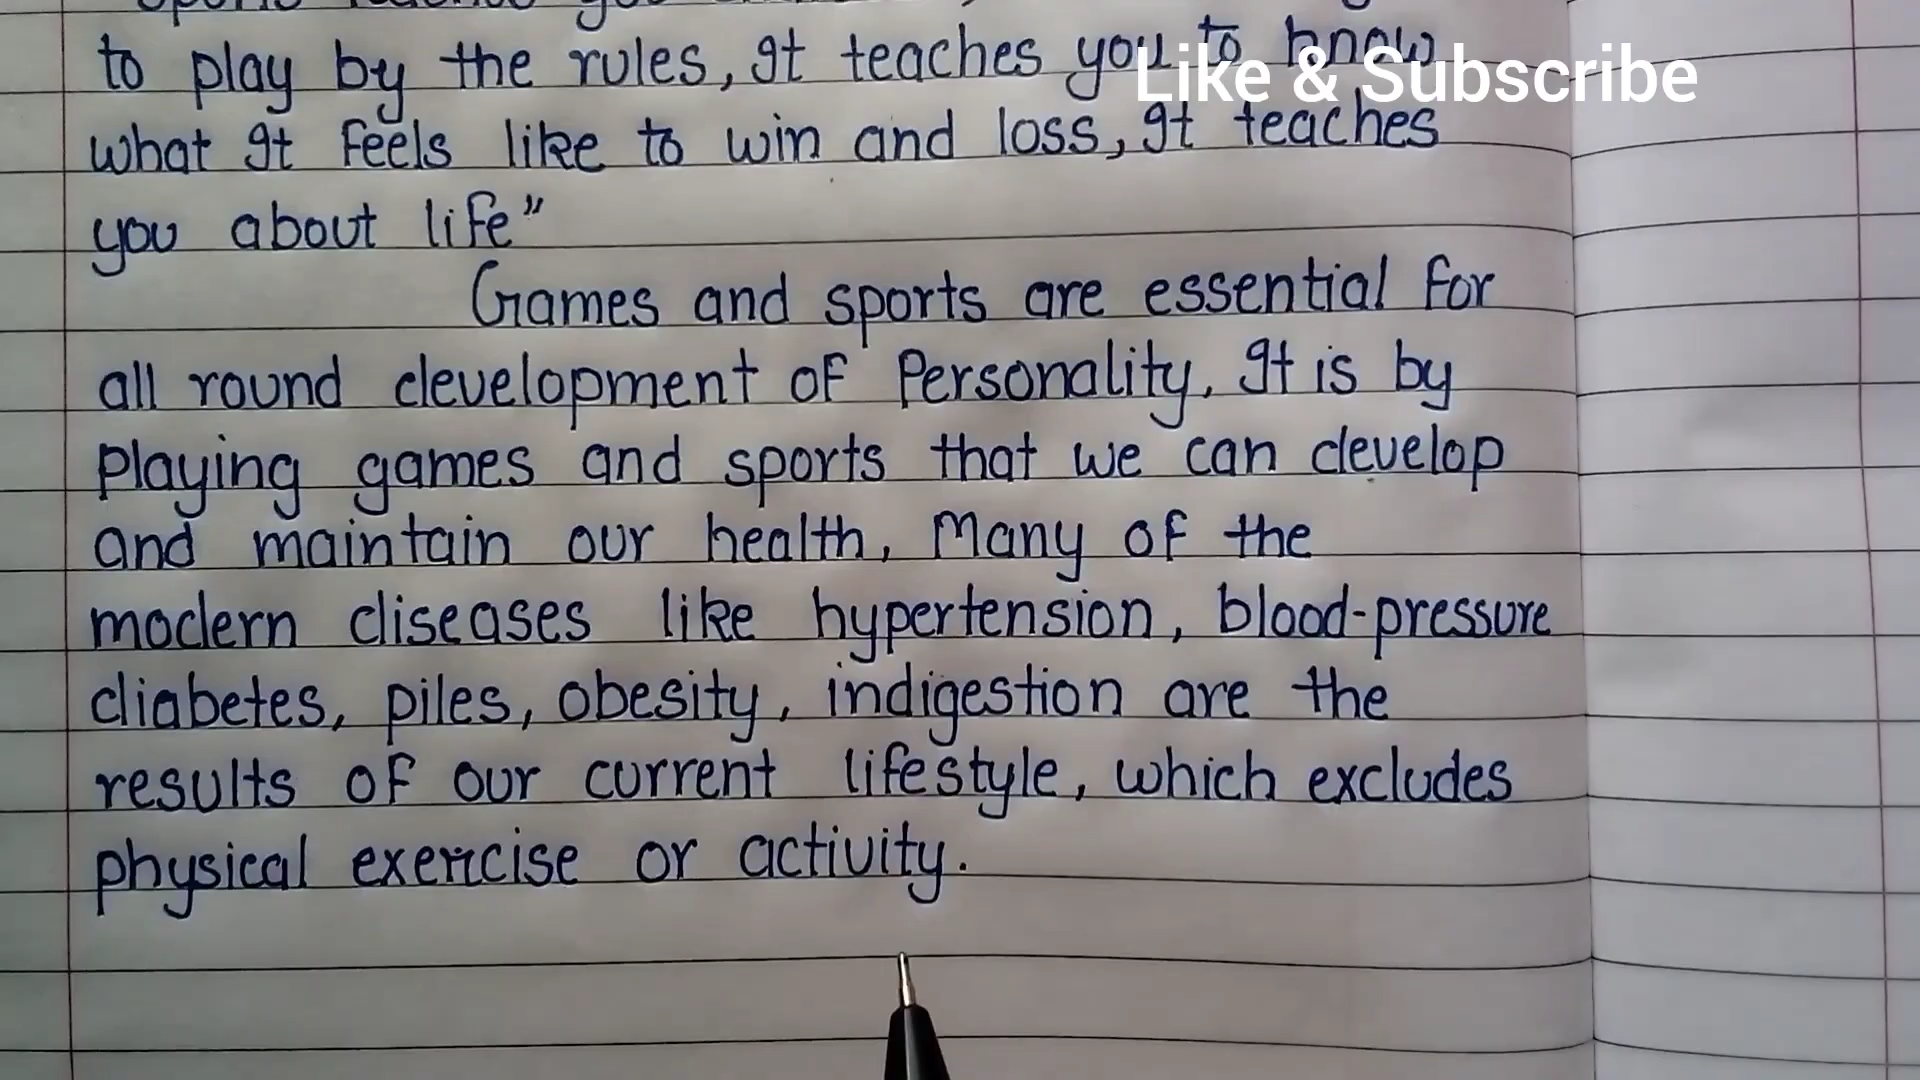 to play by the rules, It teaches you to know
Like & Subscribe
what It feels like to win and loss, It teaches
you about life"
Games and sports are essential for
all round development of Personality. It is by
Playing games and sports that we can develop
and maintain our health. Many of the
modern diseases like hypertension, blood-pressure
diabetes, piles, obesity, indigestion are the
results of our current lifestyle, which excludes
physical exercise or activity.